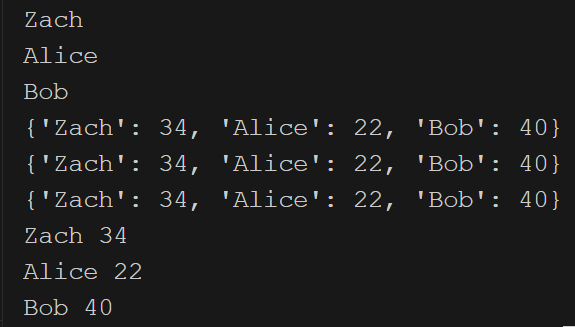 Zach
Alice
Bob
{'Zach': 34, 'Alice': 22, 'Bob': 40}
{'Zach': 34, 'Alice': 22, 'Bob': 40}
{'Zach': 34, 'Alice': 22, 'Bob': 40}
Zach 34
Alice 22
Bob 40